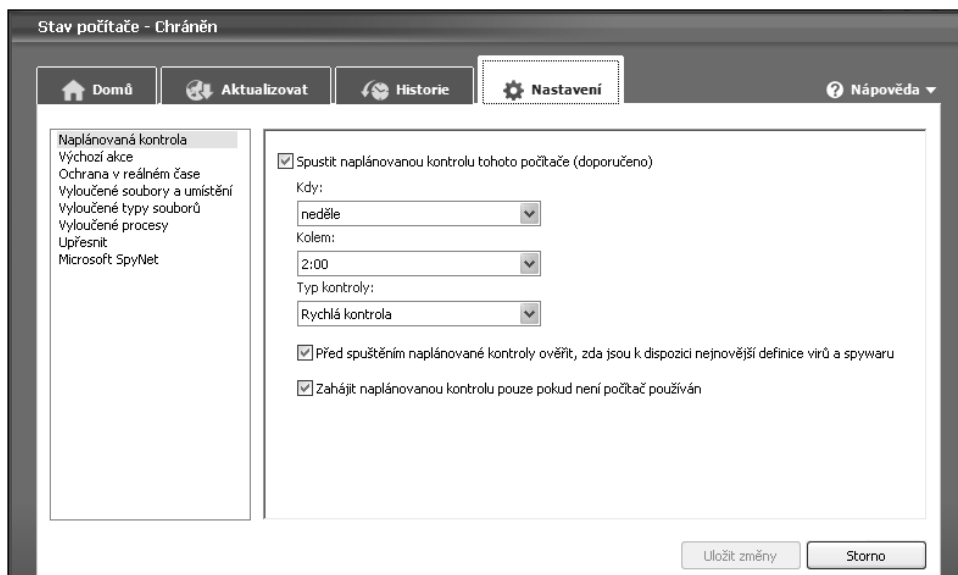 Stav počítače - Chráněn
Domů
Aktualizovat
Historie
Nastavení
Nápověda
Naplánovaná kontrola
Výchozí akce
Ochrana v reálném čase
Vyloučené soubory a umístění
Vyloučené typy souborů
Vyloučené procesy
Upřesnit
Microsoft SpyNet
Spustit naplánovanou kontrolu tohoto počítače (doporučeno)
Kdy:
neděle
Kolem:
2:00
Typ kontroly:
Rychlá kontrola
Před spuštěním naplánované kontroly ověřit, zda jsou k dispozici nejnovější definice virů a spywaru
Zahájit naplánovanou kontrolu pouze pokud není počítač používán
Uložit změny
Storno